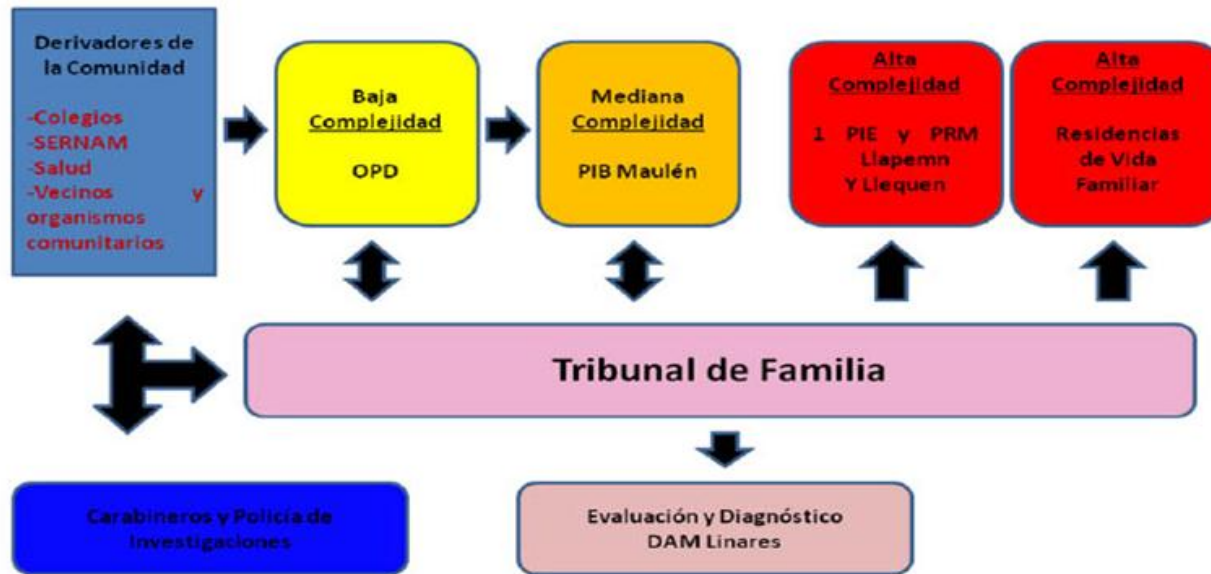 Derivadores de
la Comunidad
-Colegios
-SERNAM
-Salud
-Vecinos y
organismos
comunitarios
Baja
Complejidad
OPD
Mediana
Complejidad
PIB Maulén
Alta
Complejidad
1 PIE y PRM
Llapemn
Y Llequen
Alta
Complejidad
Residencias
de Vida
Familiar
Tribunal de Familia
Carabineros y Policía de
Investigaciones
Evaluación y Diagnóstico
DAM Linares